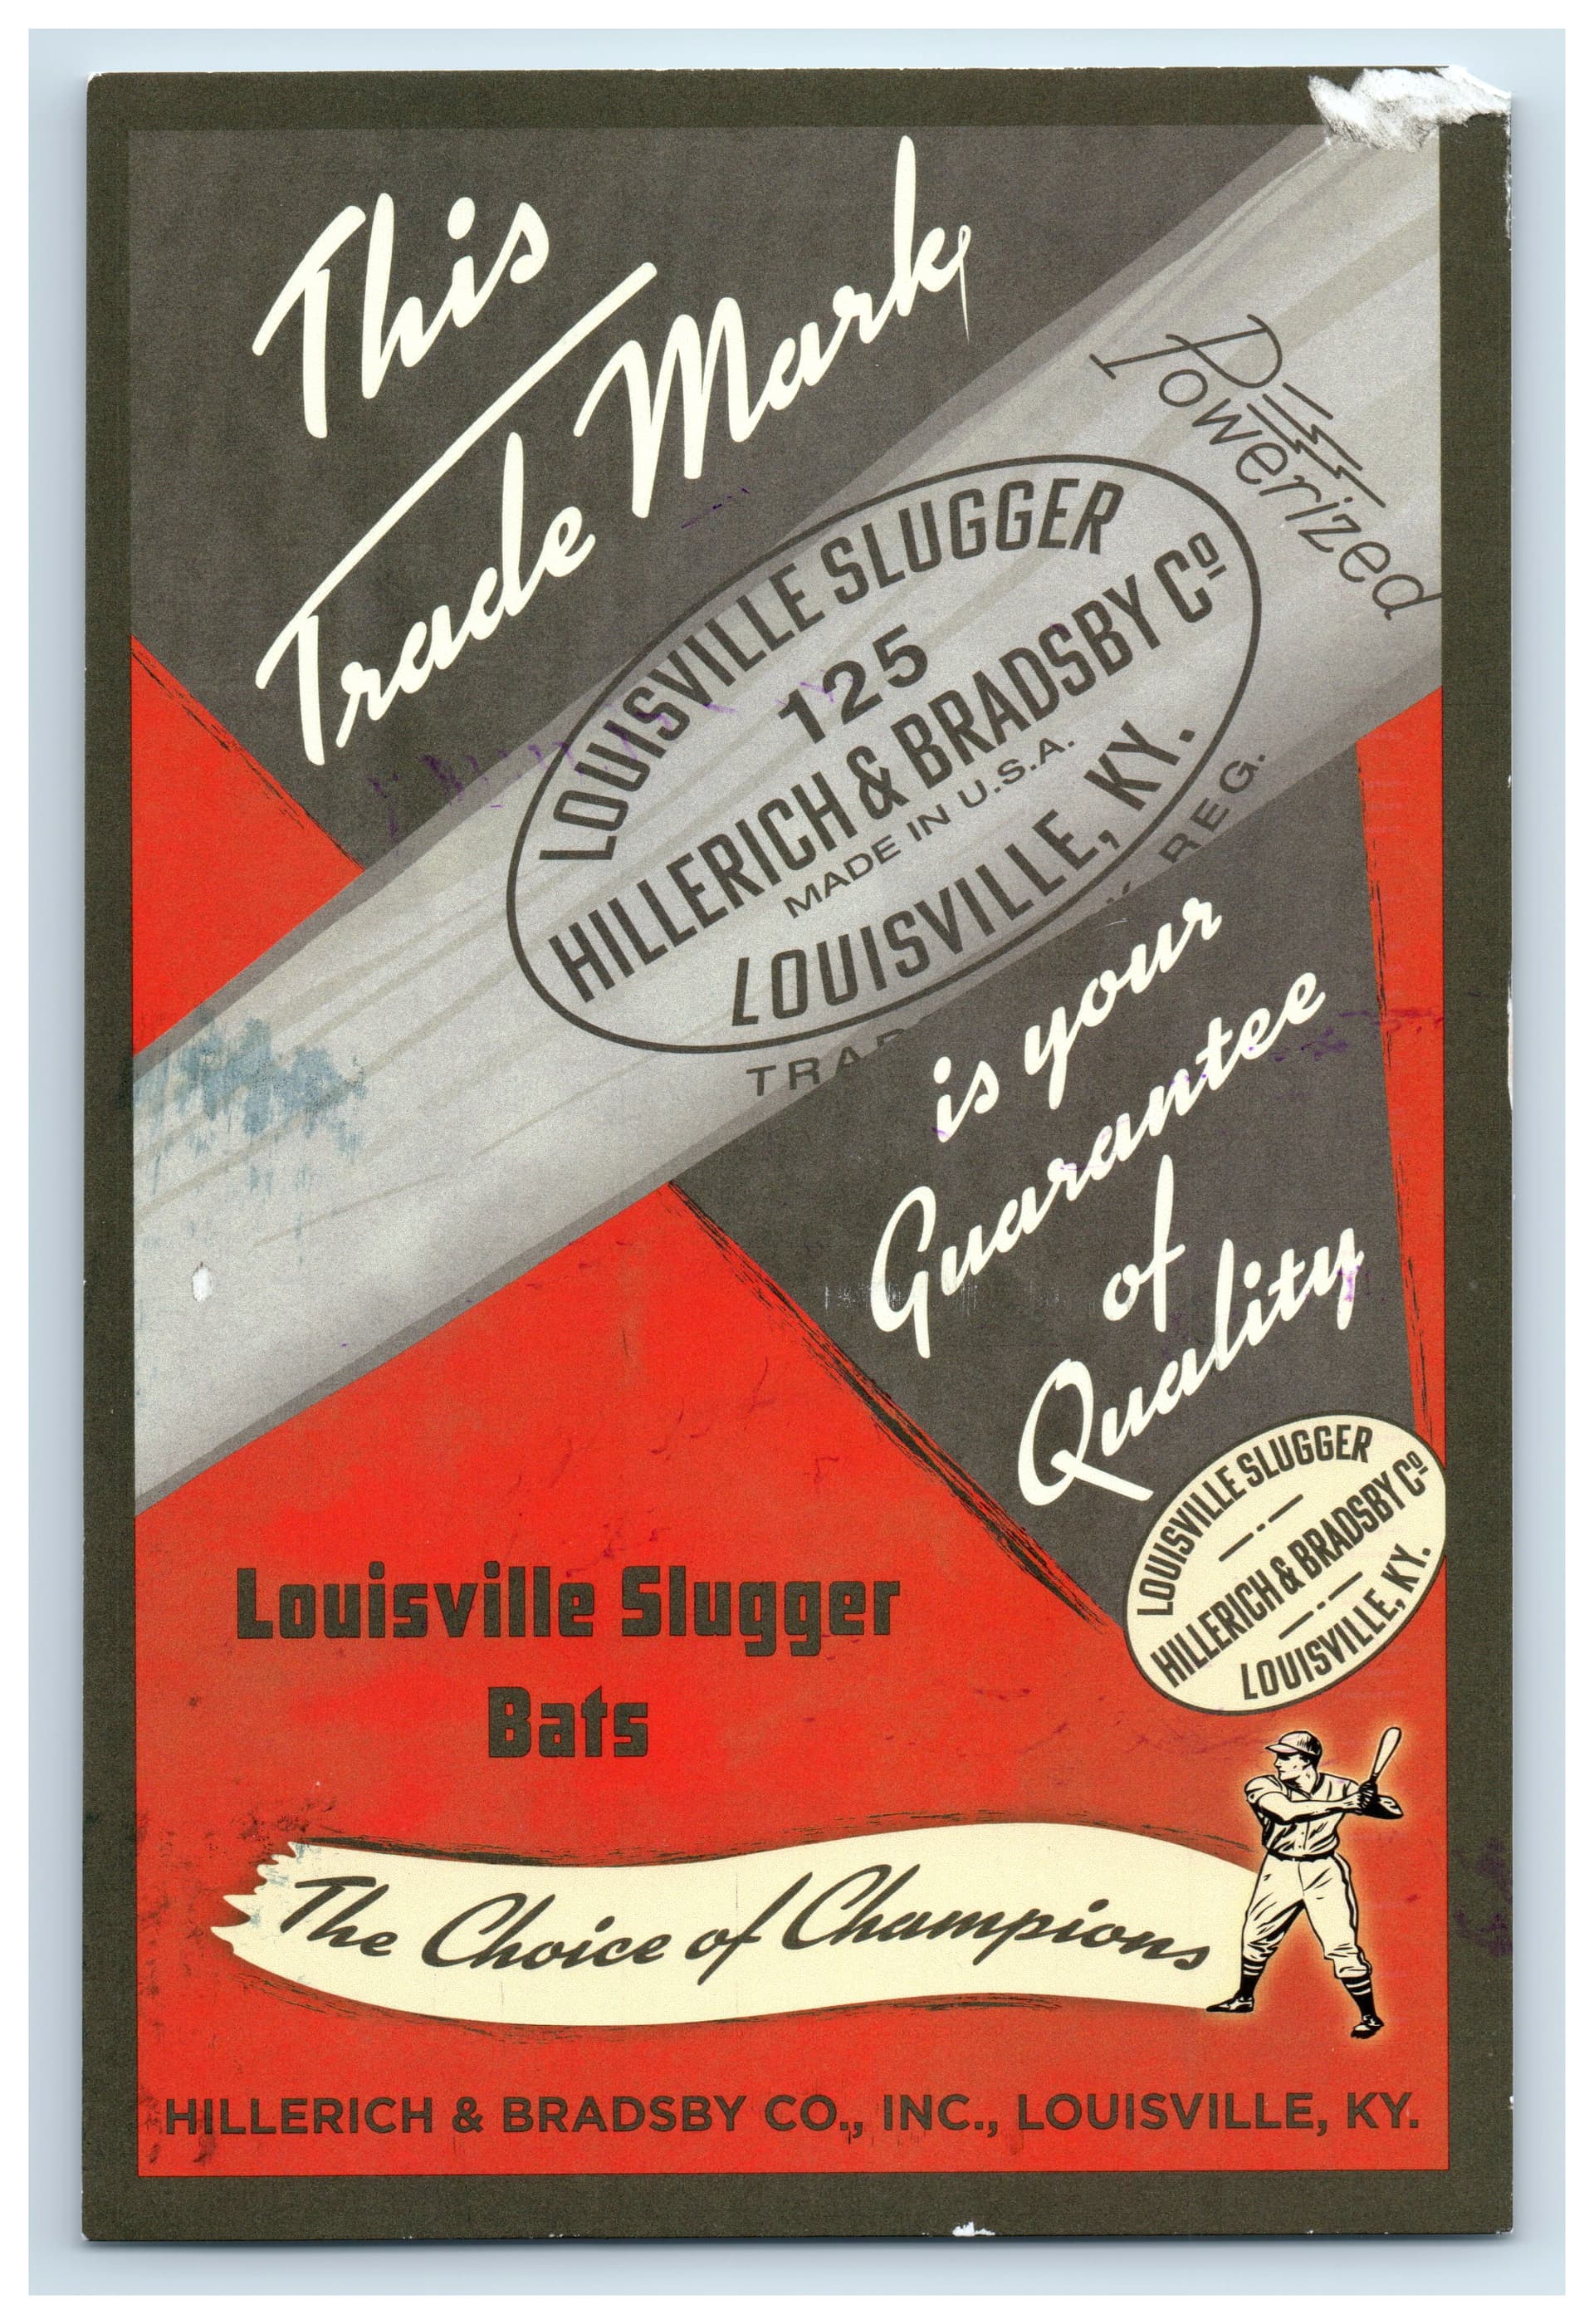 This
Trade Mark,
Powerized
LOUISVILLE SLUGGER
125
HILLERICH & BRADSBY Cº
MADE IN U.S.A.
LOUISVILLE, KY.
REG.
is your
Guarantee
of
Quality
LOUISVILLE SLUGGER
HILLERICH & BRADSBY Cº
LOUISVILLE, KY.
Louisville Slugger
Bats
The Choice of Champions
HILLERICH & BRADSBY CO., INC., LOUISVILLE, KY.